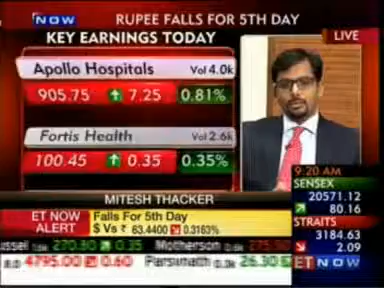 NOW
RUPEE FALLS FOR 5TH DAY
KEY EARNINGS TODAY
LIVE
Apollo Hospitals Vol 4.0k
905.75 7.25 0.81%
Fortis Health Vol 2.6k
100.45 0.35 0.35%
MITESH THACKER
9:20 AM
SENSEX
20571.12
80.16
STRAITS
3184.63
2.09
ET NOW
ET NOW
ALERT
Falls For 5th Day
$ Vs ₹ 63.4400 0.3163%
ussel 270.80 0.35 Motherson 275.50
4795.00 0.60 Parsvnath 26.30